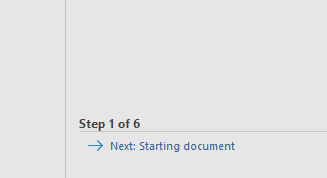 Step 1 of 6
Next: Starting document